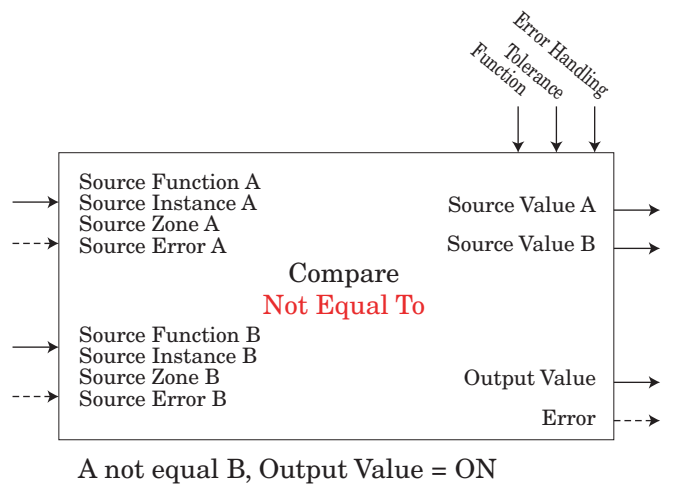 Error Handling
Tolerance
Function
Source Function A
Source Instance A
Source Zone A
Source Error A
Source Value A
Source Value B
Compare
Not Equal To
Source Function B
Source Instance B
Source Zone B
Source Error B
Output Value
Error
A not equal B, Output Value = ON